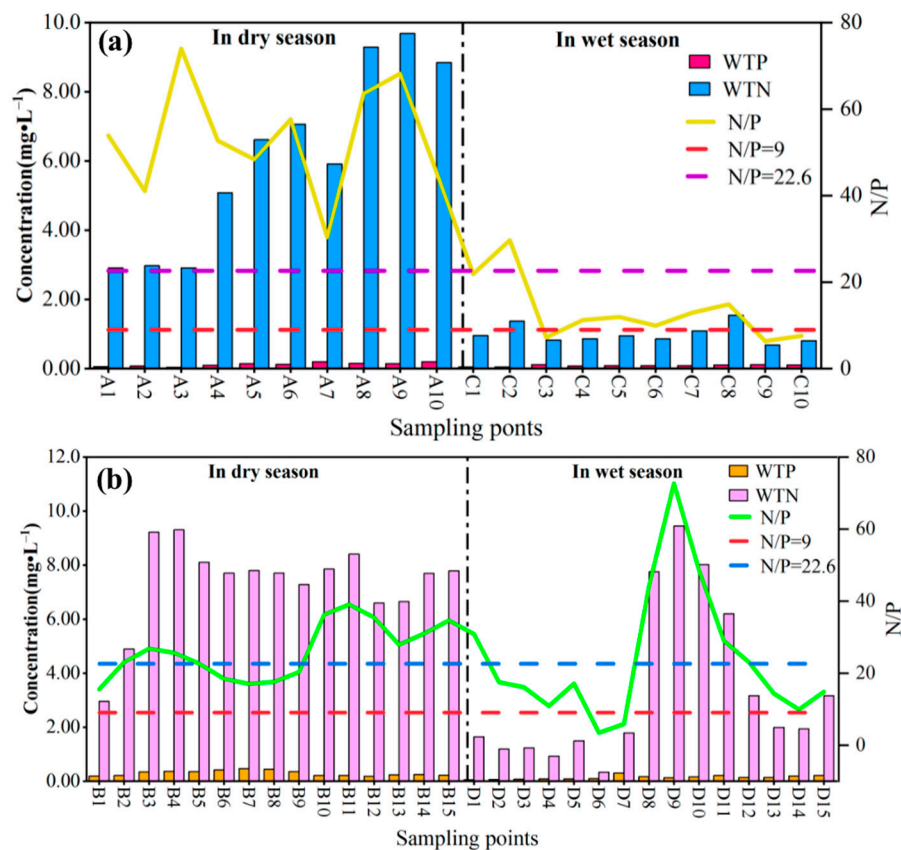 (a)
In dry season
In wet season
WTP
WTN
N/P
N/P=9
N/P=22.6
10.0
8.00
6.00
4.00
2.00
0.00
Concentration(mg•L⁻¹)
80
60
40
20
0
N/P
A1 A2 A3 A4 A5 A6 A7 A8 A9 A10 C1 C2 C3 C4 C5 C6 C7 C8 C9 C10
Sampling ponts
(b)
In dry season
In wet season
WTP
WTN
N/P
N/P=9
N/P=22.6
12.0
10.0
8.00
6.00
4.00
2.00
0.00
Concentration(mg•L⁻¹)
80
60
40
20
0
N/P
B1 B2 B3 B4 B5 B6 B7 B8 B9 B10 B11 B12 B13 B14 B15 D1 D2 D3 D4 D5 D6 D7 D8 D9 D10 D11 D12 D13 D14 D15
Sampling points